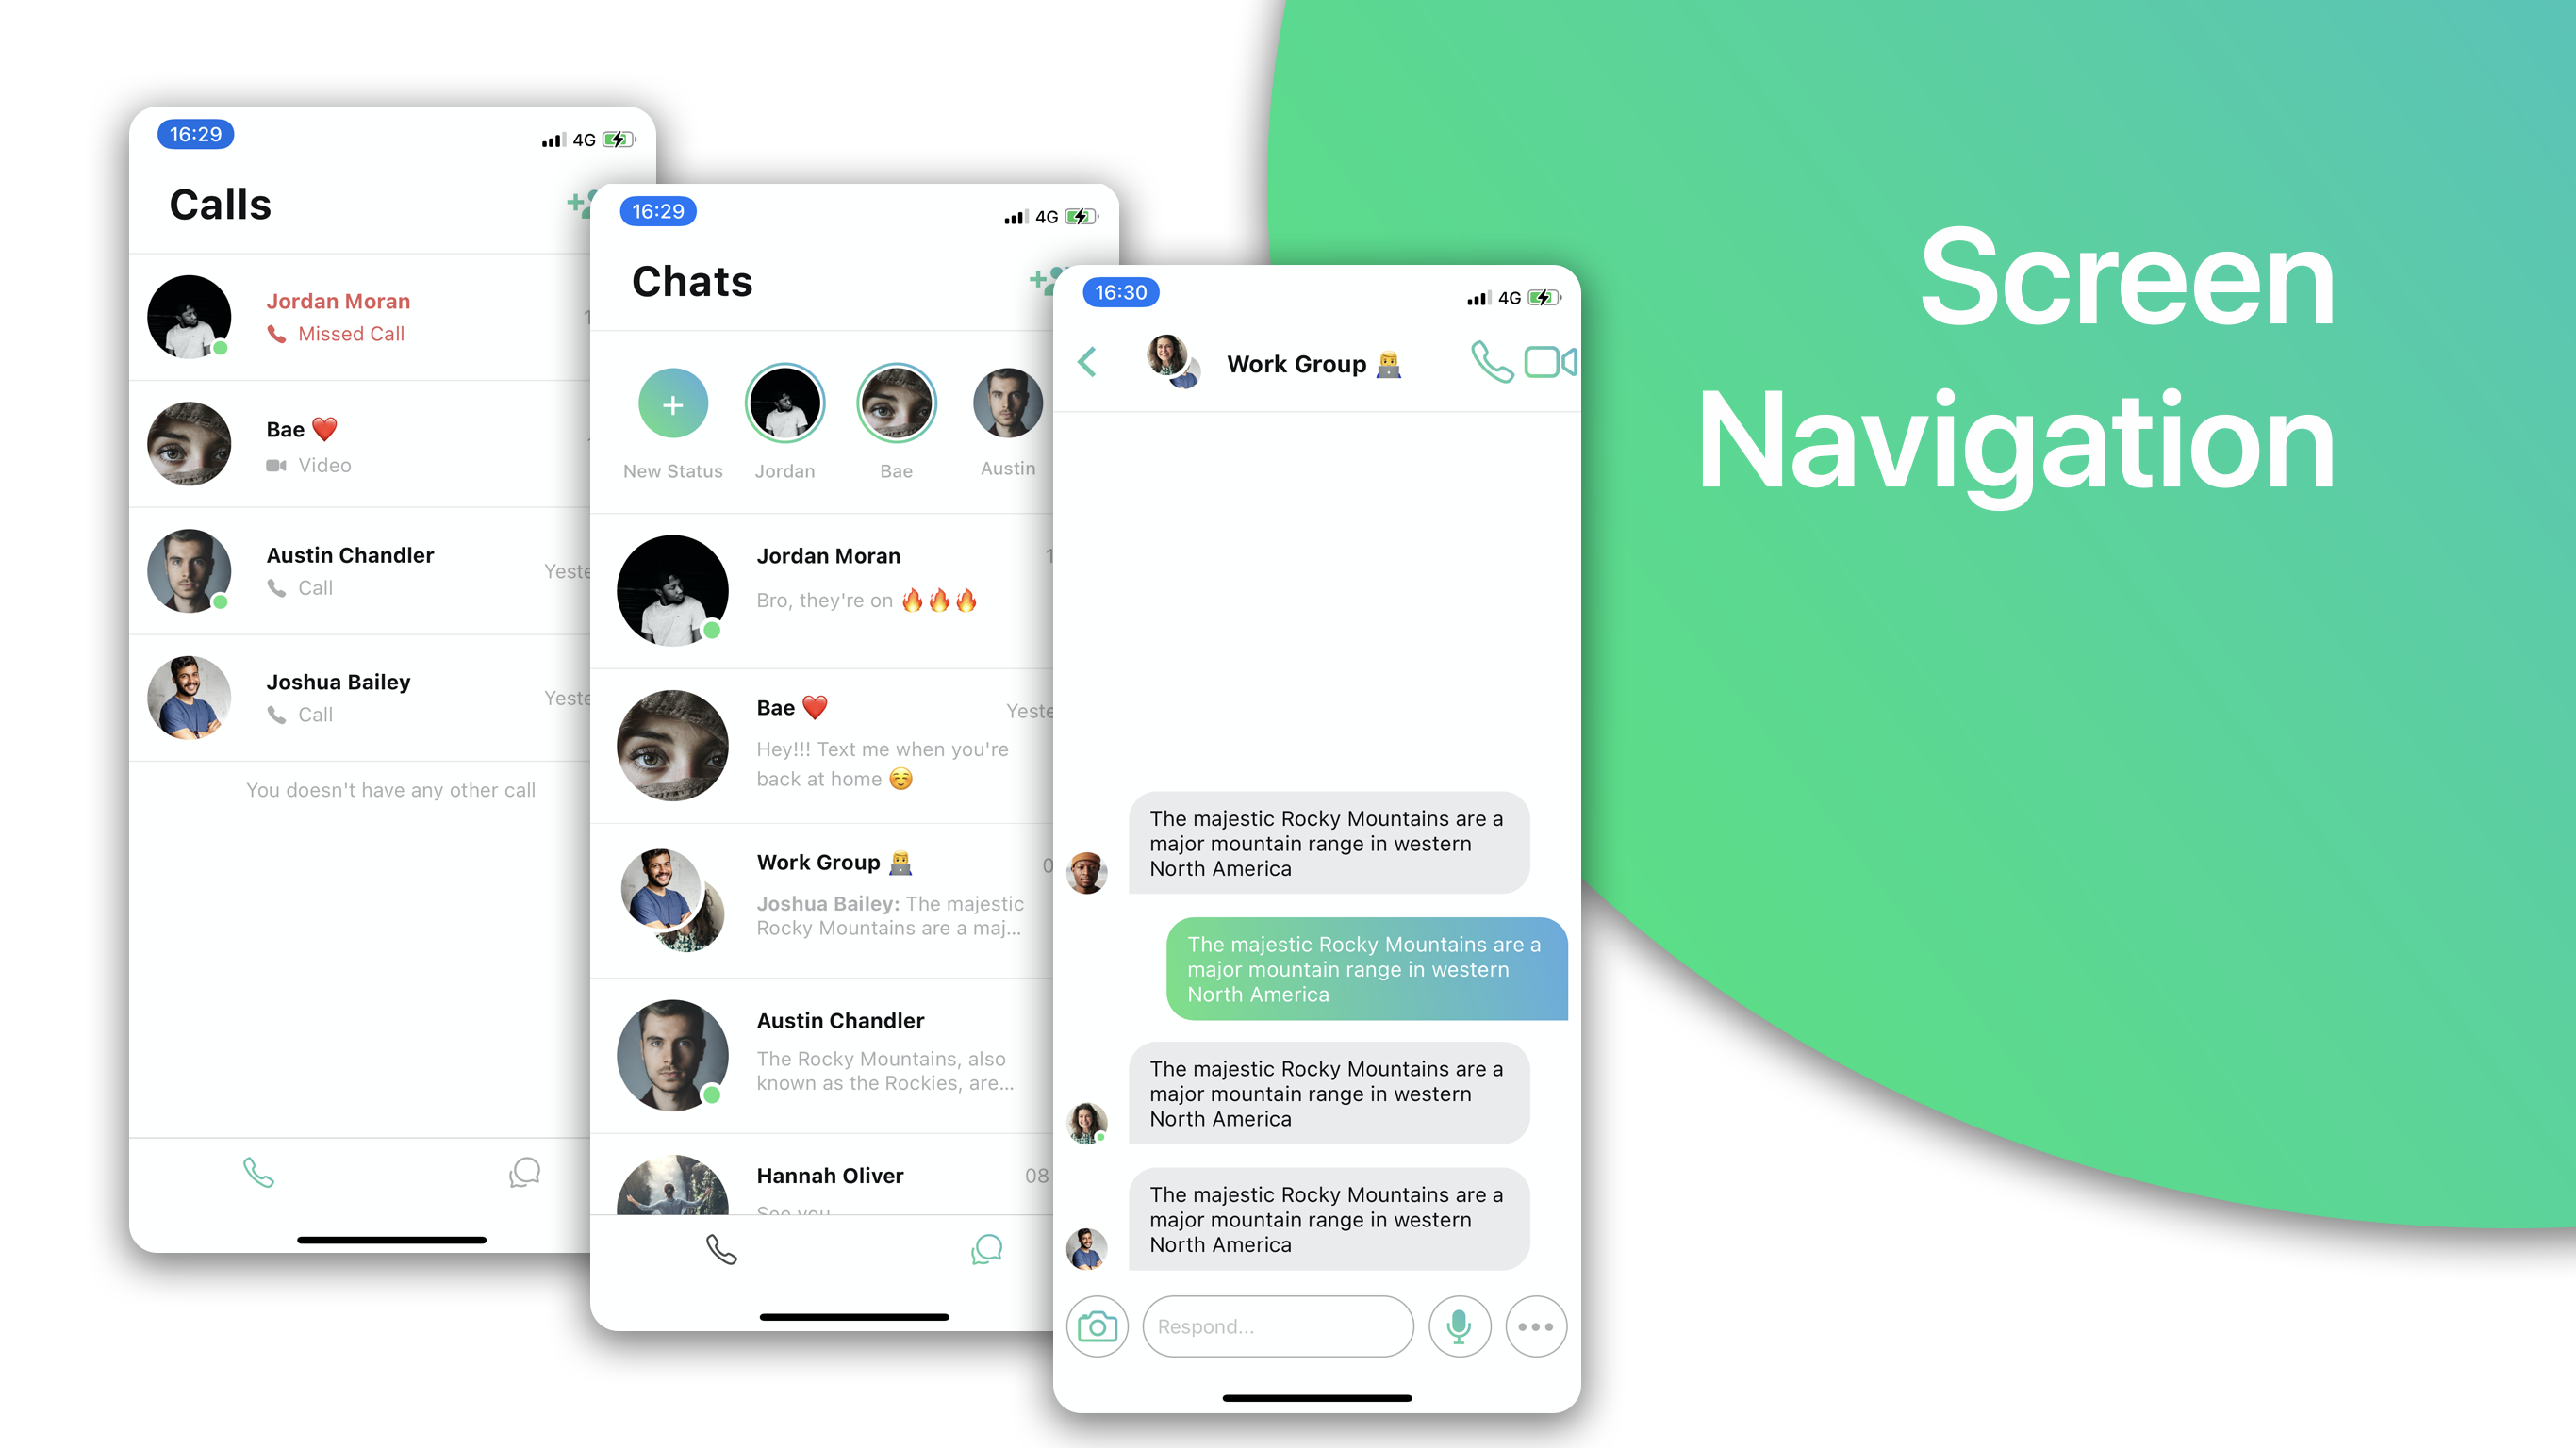 16:29
4G
Calls
Jordan Moran
Missed Call
Bae ❤️
Video
Austin Chandler
Call
Joshua Bailey
Call
You doesn't have any other call
16:29
4G
Chats
New Status
Jordan
Bae
Austin
Jordan Moran
Bro, they're on 🔥🔥🔥
Bae ❤️
Hey!!! Text me when you're
back at home ☺️
Work Group 👨‍💻
Joshua Bailey: The majestic
Rocky Mountains are a maj...
Austin Chandler
The Rocky Mountains, also
known as the Rockies, are...
Hannah Oliver
08
See you
16:30
4G
Work Group 👨‍💻
The majestic Rocky Mountains are a
major mountain range in western
North America
The majestic Rocky Mountains are a
major mountain range in western
North America
The majestic Rocky Mountains are a
major mountain range in western
North America
The majestic Rocky Mountains are a
major mountain range in western
North America
Respond...
Screen
Navigation